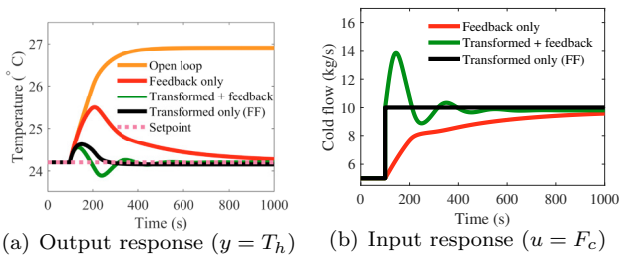 Temperature (° C)
27
26
25
24
Open loop
Feedback only
Transformed + feedback
Transformed only (FF)
Setpoint
0 200 400 600 800 1000
Time (s)
(a) Output response (y = T_h)
Cold flow (kg/s)
16
14
12
10
8
6
Feedback only
Transformed + feedback
Transformed only (FF)
0 200 400 600 800 1000
Time (s)
(b) Input response (u = F_c)